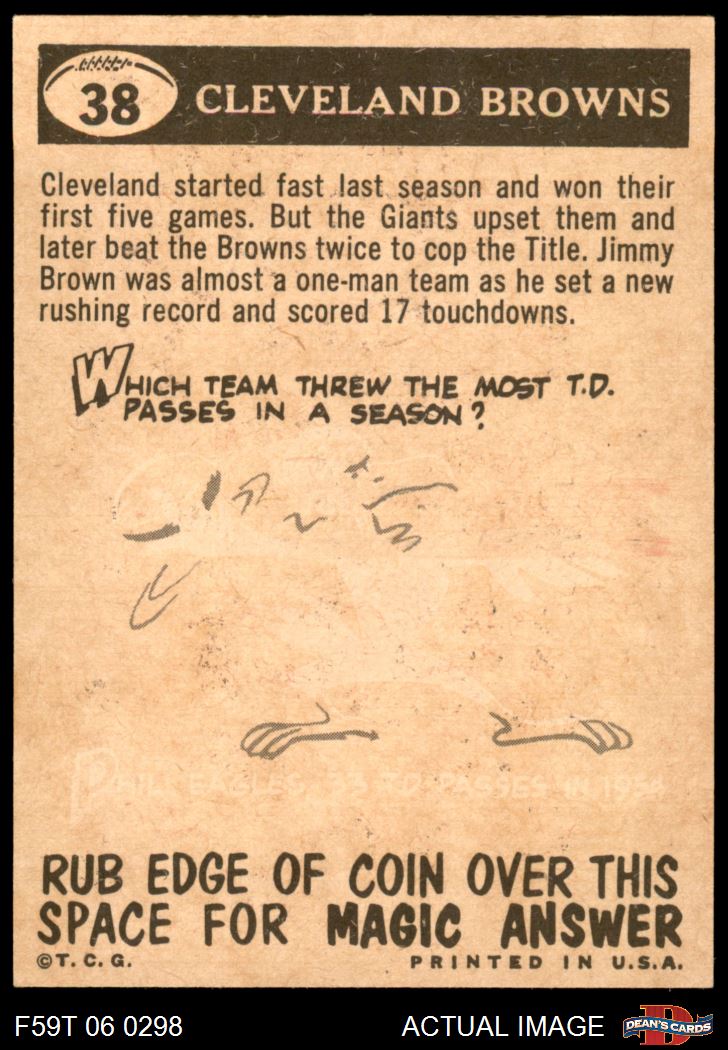 38 CLEVELAND BROWNS
Cleveland started fast last season and won their
first five games. But the Giants upset them and
later beat the Browns twice to cop the Title. Jimmy
Brown was almost a one-man team as he set a new
rushing record and scored 17 touchdowns.
WHICH TEAM THREW THE MOST T.D.
PASSES IN A SEASON?
PHIL. EAGLES, 33 TD PASSES IN 1954
RUB EDGE OF COIN OVER THIS
SPACE FOR MAGIC ANSWER
©T. C. G. PRINTED IN U.S.A.
F59T 06 0298 ACTUAL IMAGE DEAN'S CARDS